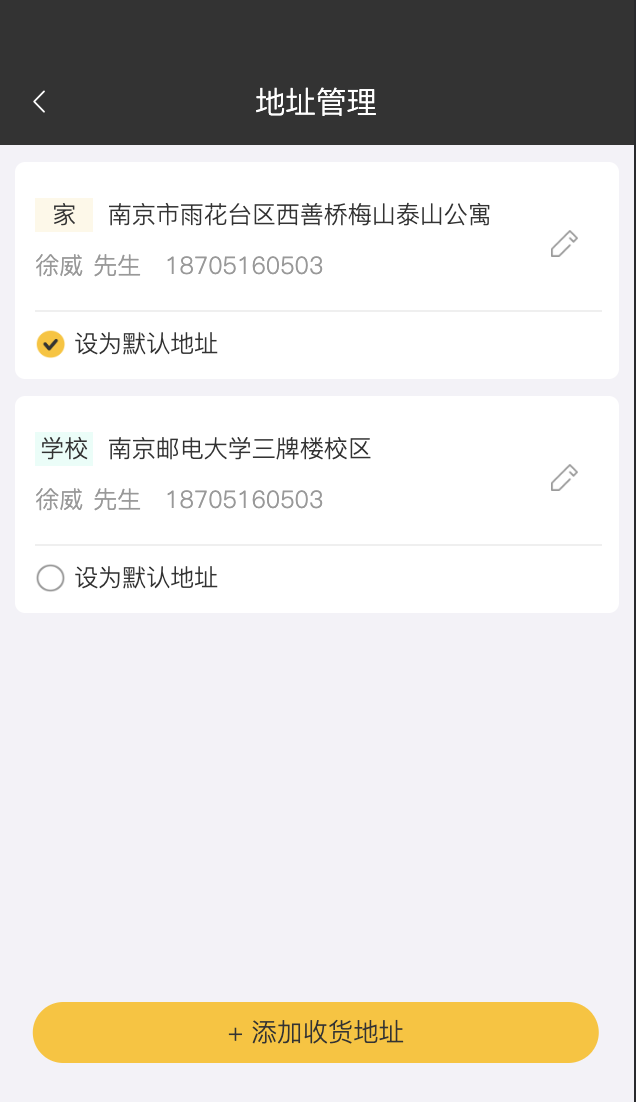 地址管理
家 南京市雨花台区西善桥梅山泰山公寓
徐威 先生 18705160503
设为默认地址
学校 南京邮电大学三牌楼校区
徐威 先生 18705160503
设为默认地址
+ 添加收货地址